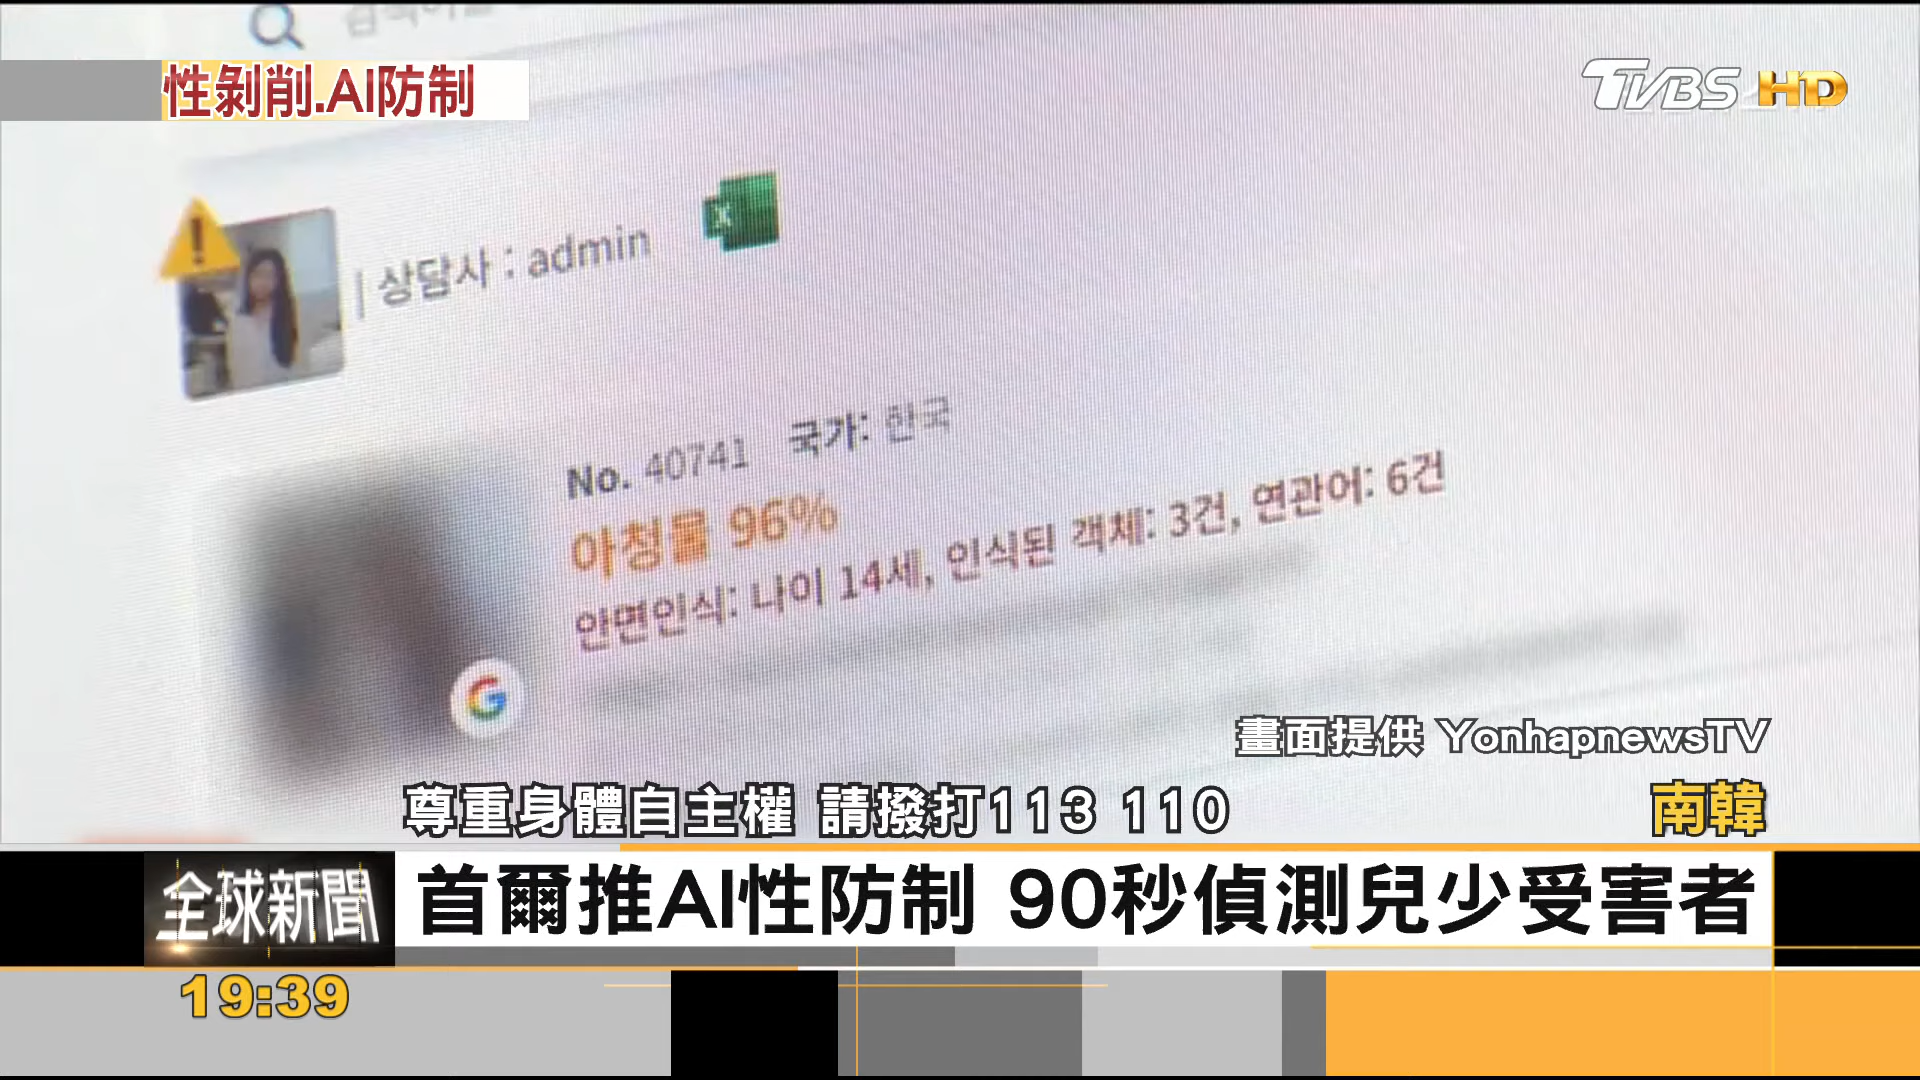 性剝削.AI防制
TVBS HD
| 상담사 : admin
No. 40741 국가: 한국
아청물 96%
안면인식: 나이 14세, 인식된 객체: 3건, 연관어: 6건
畫面提供 YonhapnewsTV
尊重身體自主權 請撥打113 110
南韓
全球新聞
首爾推AI性防制 90秒偵測兒少受害者
19:39